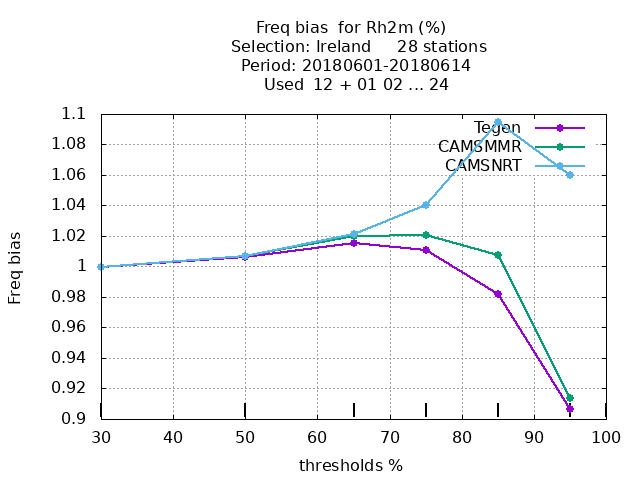 Freq bias  for Rh2m (%)
Selection: Ireland     28 stations
Period: 20180601-20180614
Used  12 + 01 02 ... 24
Tegen
CAMSMMR
CAMSNRT
Freq bias
1.1
1.08
1.06
1.04
1.02
1
0.98
0.96
0.94
0.92
0.9
30 40 50 60 70 80 90 100
thresholds %